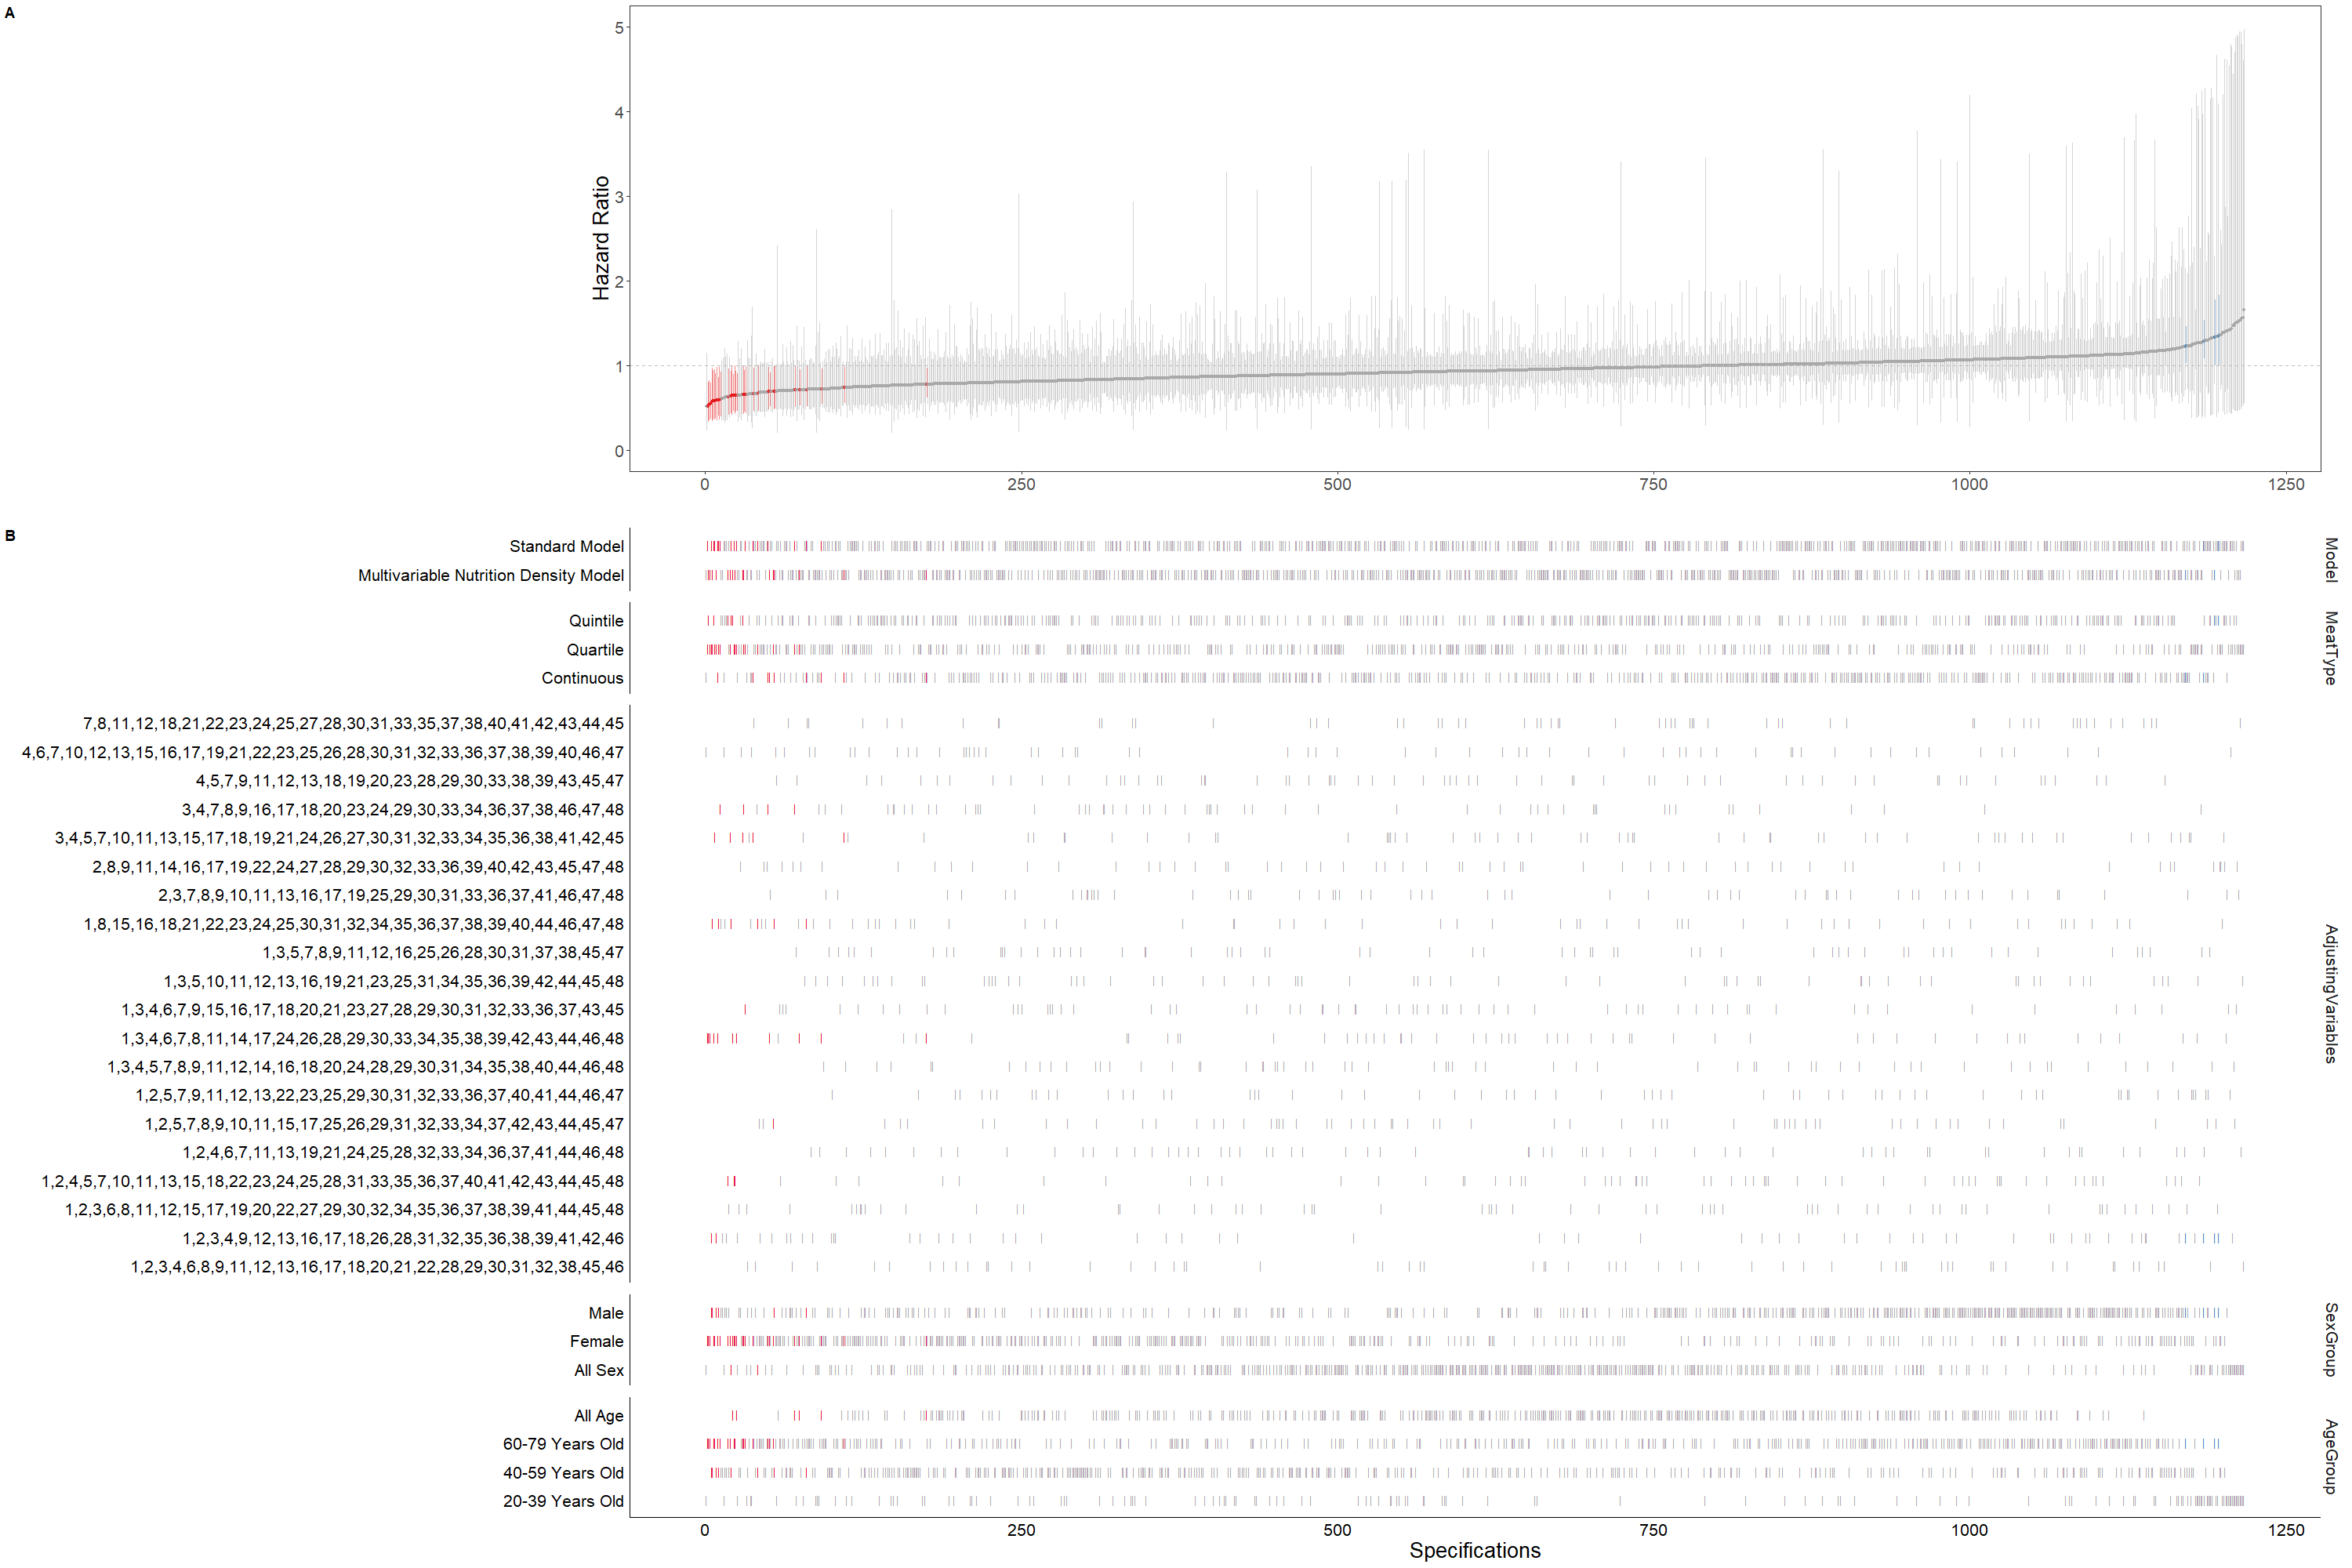 A
5
4
3
2
1
0
Hazard Ratio
0 250 500 750 1000 1250
B
Standard Model
Multivariable Nutrition Density Model
Model
Quintile
Quartile
Continuous
MeatType
7,8,11,12,18,21,22,23,24,25,27,28,30,31,33,35,37,38,40,41,42,43,44,45
4,6,7,10,12,13,15,16,17,19,21,22,23,25,26,28,30,31,32,33,36,37,38,39,40,46,47
4,5,7,9,11,12,13,18,19,20,23,28,29,30,33,38,39,43,45,47
3,4,7,8,9,16,17,18,20,23,24,29,30,33,34,36,37,38,46,47,48
3,4,5,7,10,11,13,15,17,18,19,21,24,26,27,30,31,32,33,34,35,36,38,41,42,45
2,8,9,11,14,16,17,19,22,24,27,28,29,30,32,33,36,39,40,42,43,45,47,48
2,3,7,8,9,10,11,13,16,17,19,25,29,30,31,33,36,37,41,46,47,48
1,8,15,16,18,21,22,23,24,25,30,31,32,34,35,36,37,38,39,40,44,46,47,48
1,3,5,7,8,9,11,12,16,25,26,28,30,31,37,38,45,47
1,3,5,10,11,12,13,16,19,21,23,25,31,34,35,36,39,42,44,45,48
1,3,4,6,7,9,15,16,17,18,20,21,23,27,28,29,30,31,32,33,36,37,43,45
1,3,4,6,7,8,11,14,17,24,26,28,29,30,33,34,35,38,39,42,43,44,46,48
1,3,4,5,7,8,9,11,12,14,16,18,20,24,28,29,30,31,34,35,38,40,44,46,48
1,2,5,7,9,11,12,13,22,23,25,29,30,31,32,33,36,37,40,41,44,46,47
1,2,5,7,8,9,10,11,15,17,25,26,29,31,32,33,34,37,42,43,44,45,47
1,2,4,6,7,11,13,19,21,24,25,28,32,33,34,36,37,41,44,46,48
1,2,4,5,7,10,11,13,15,18,22,23,24,25,28,31,33,35,36,37,40,41,42,43,44,45,48
1,2,3,6,8,11,12,15,17,19,20,22,27,29,30,32,34,35,36,37,38,39,41,44,45,48
1,2,3,4,9,12,13,16,17,18,26,28,31,32,35,36,38,39,41,42,46
1,2,3,4,6,8,9,11,12,13,16,17,18,20,21,22,28,29,30,31,32,38,45,46
AdjustingVariables
Male
Female
All Sex
SexGroup
All Age
60-79 Years Old
40-59 Years Old
20-39 Years Old
AgeGroup
0 250 500 750 1000 1250
Specifications